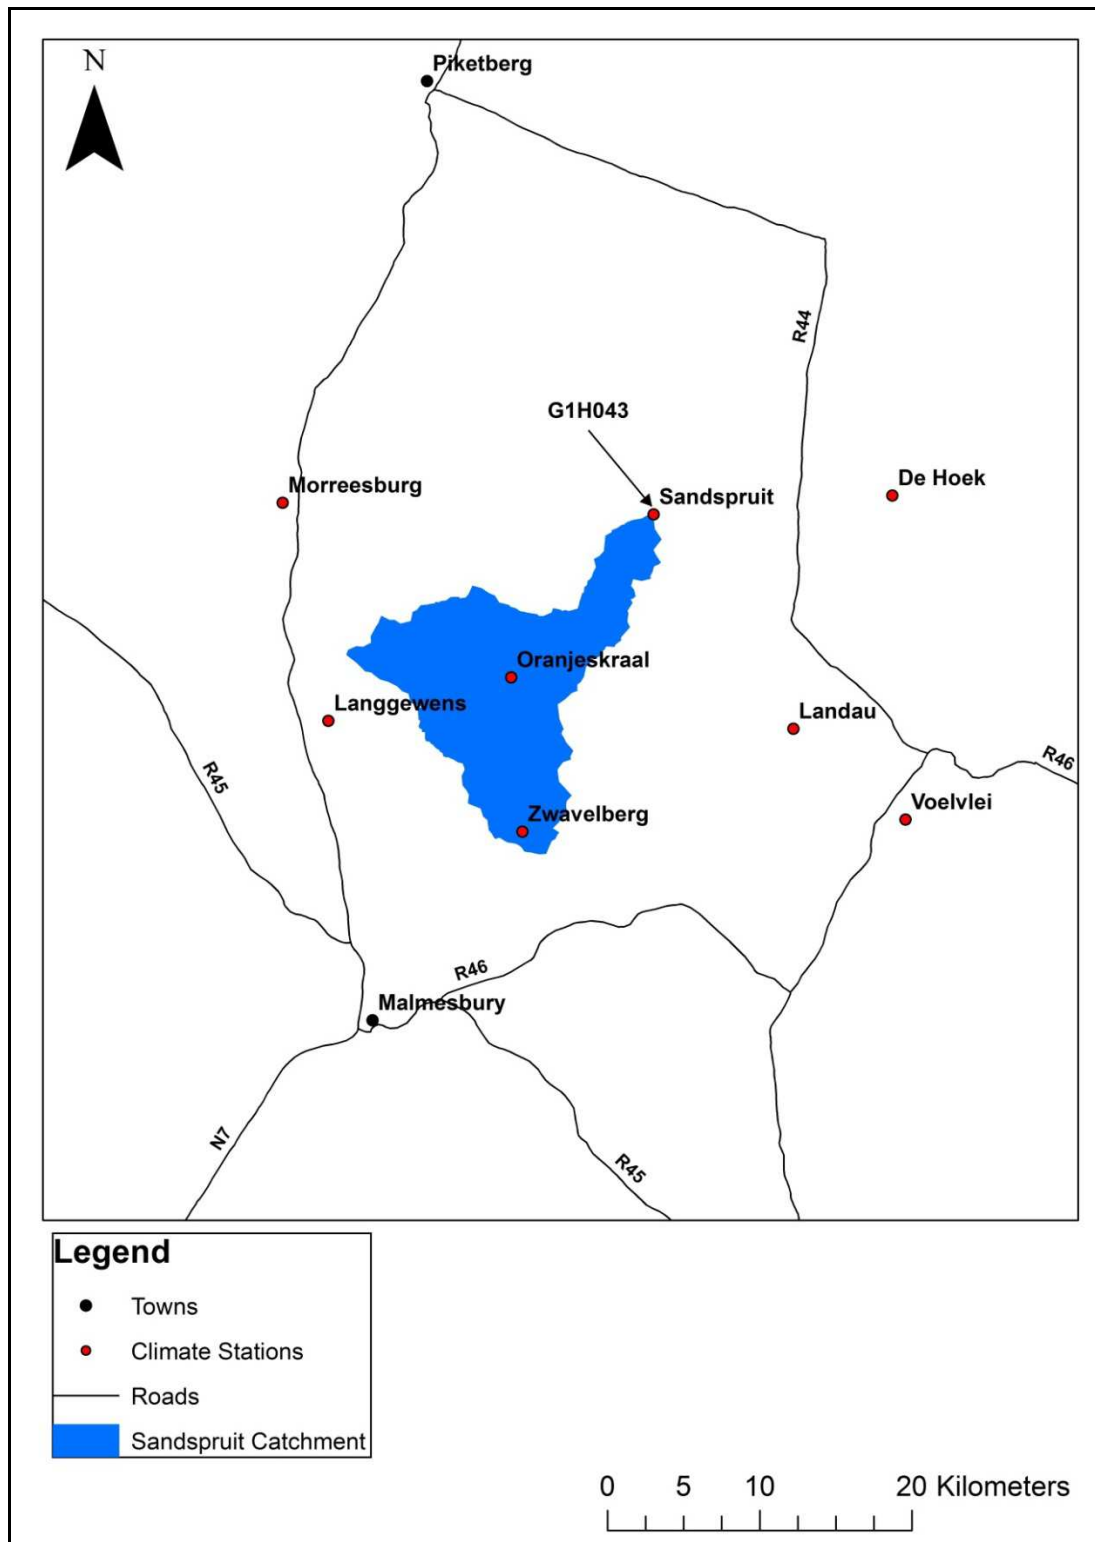 N
Piketberg
R44
G1H043
Morreesburg
Sandspruit
De Hoek
Oranjeskraal
Langgewens
Landau
R46
R45
Voelvlei
Zwavelberg
R46
Malmesbury
N7
R45
Legend
Towns
Climate Stations
Roads
Sandspruit Catchment
0 5 10 20 Kilometers